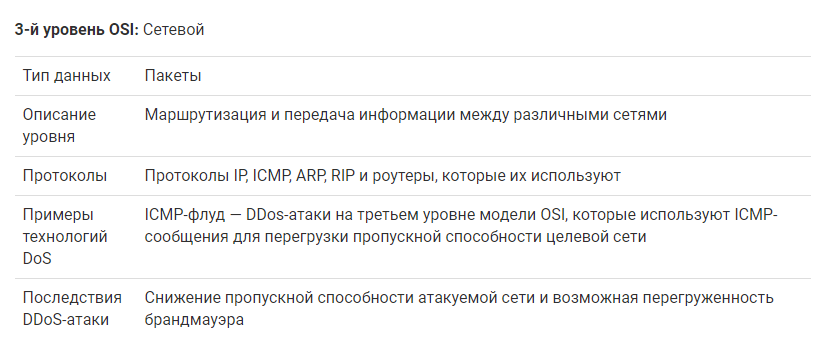 3-й уровень OSI: Сетевой
Тип данных
Пакеты
Описание
уровня
Маршрутизация и передача информации между различными сетями
Протоколы
Протоколы IP, ICMP, ARP, RIP и роутеры, которые их используют
Примеры
технологий
DoS
ICMP-флуд — DDos-атаки на третьем уровне модели OSI, которые используют ICMP-
сообщения для перегрузки пропускной способности целевой сети
Последствия
DDoS-атаки
Снижение пропускной способности атакуемой сети и возможная перегруженность
брандмауэра